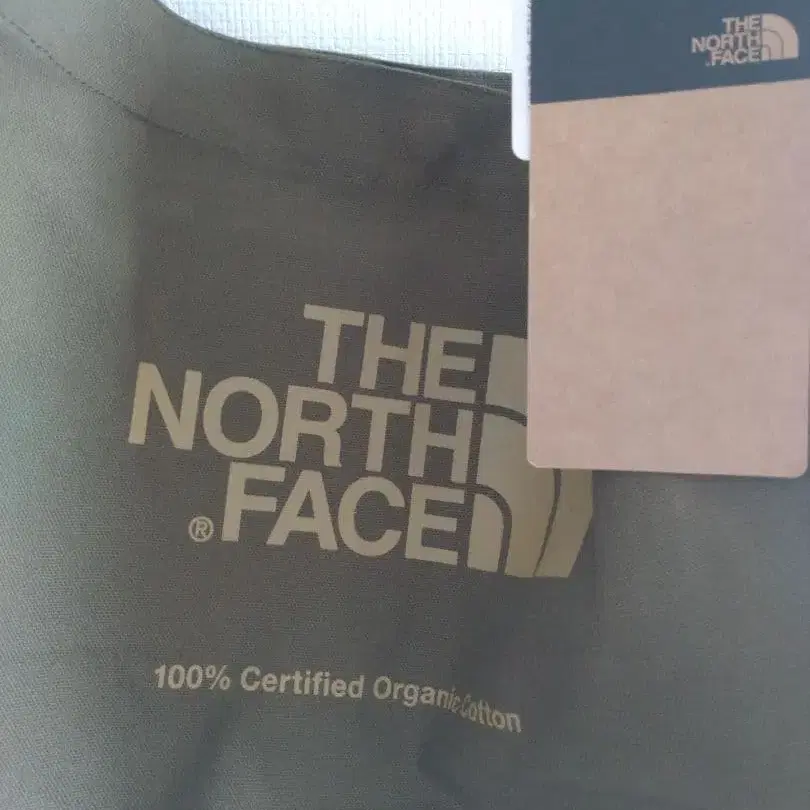 THE
NORTH
FACE
THE
NORTH
®FACE
100% Certified Organic Cotton